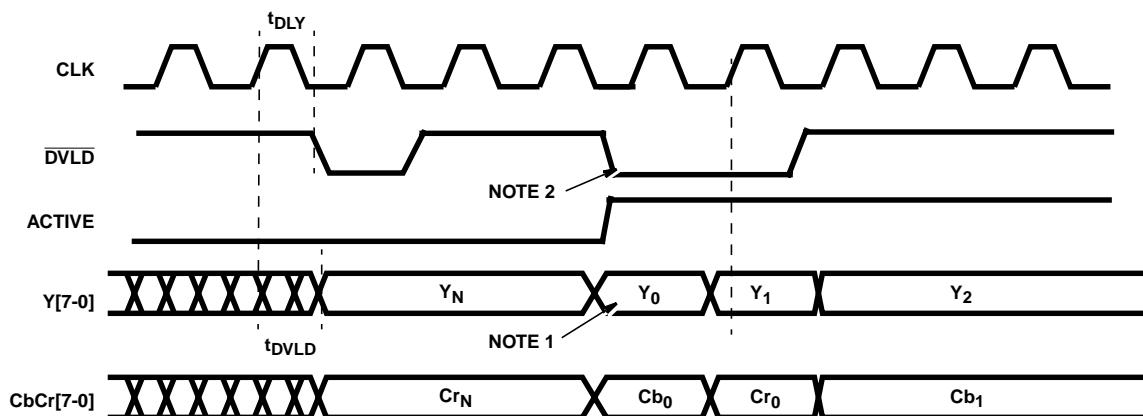 tDLY
CLK
DVLD
NOTE 2
ACTIVE
Y[7-0]
YN
Y0
Y1
Y2
NOTE 1
tDVLD
CbCr[7-0]
CrN
Cb0
Cr0
Cb1